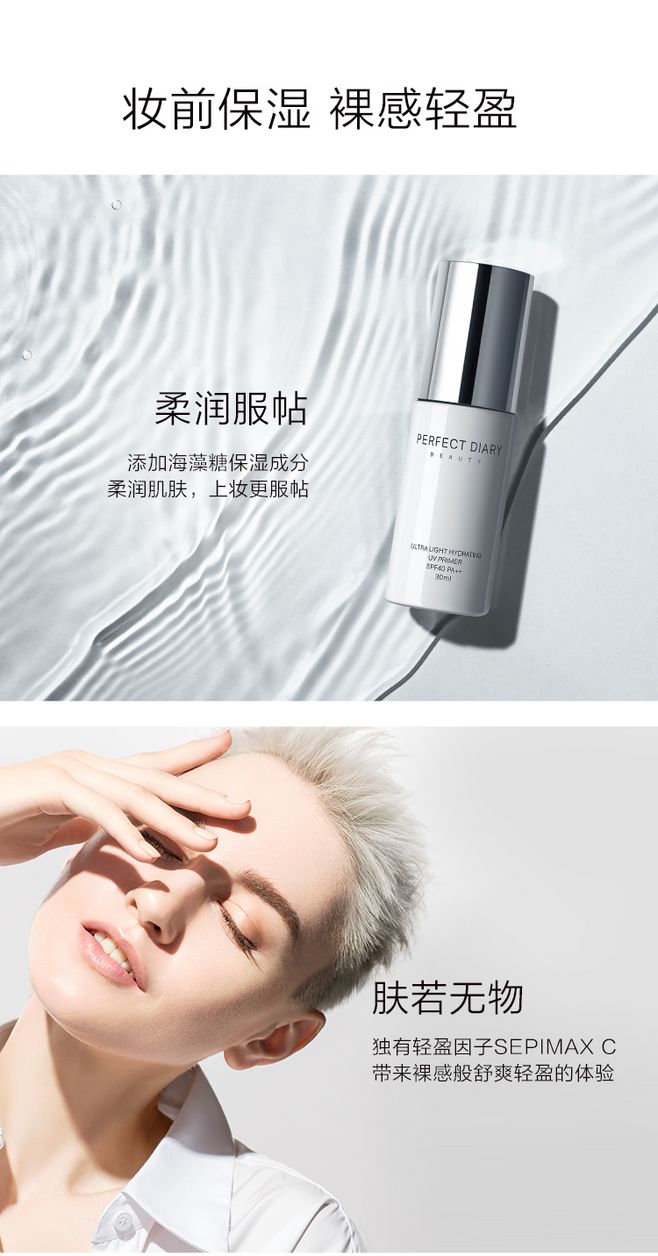 妆前保湿 裸感轻盈
柔润服帖
添加海藻糖保湿成分
柔润肌肤，上妆更服帖
PERFECT DIARY
BEAUTY
ULTRA LIGHT HYDRATING
UV PRIMER
SPF40 PA++
30ml
肤若无物
独有轻盈因子SEPIMAX C
带来裸感般舒爽轻盈的体验